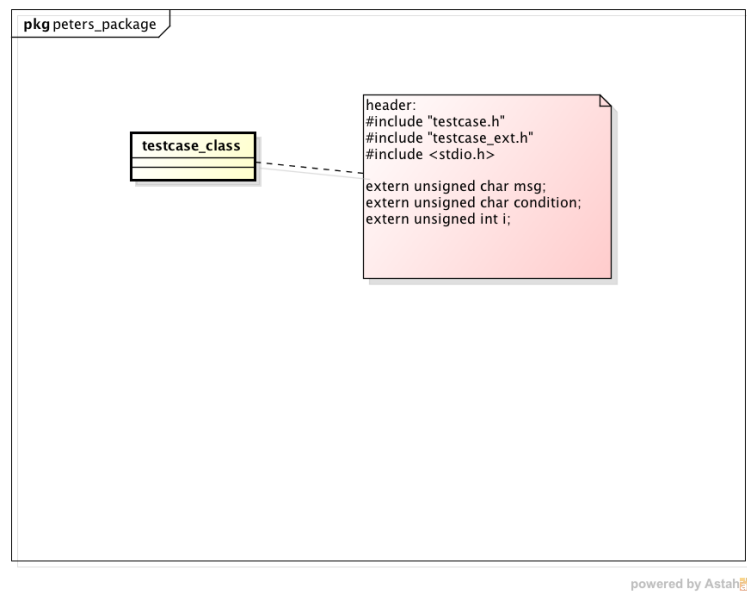 pkg peters_package
testcase_class
header:
#include "testcase.h"
#include "testcase_ext.h"
#include <stdio.h>
extern unsigned char msg;
extern unsigned char condition;
extern unsigned int i;
powered by Astah